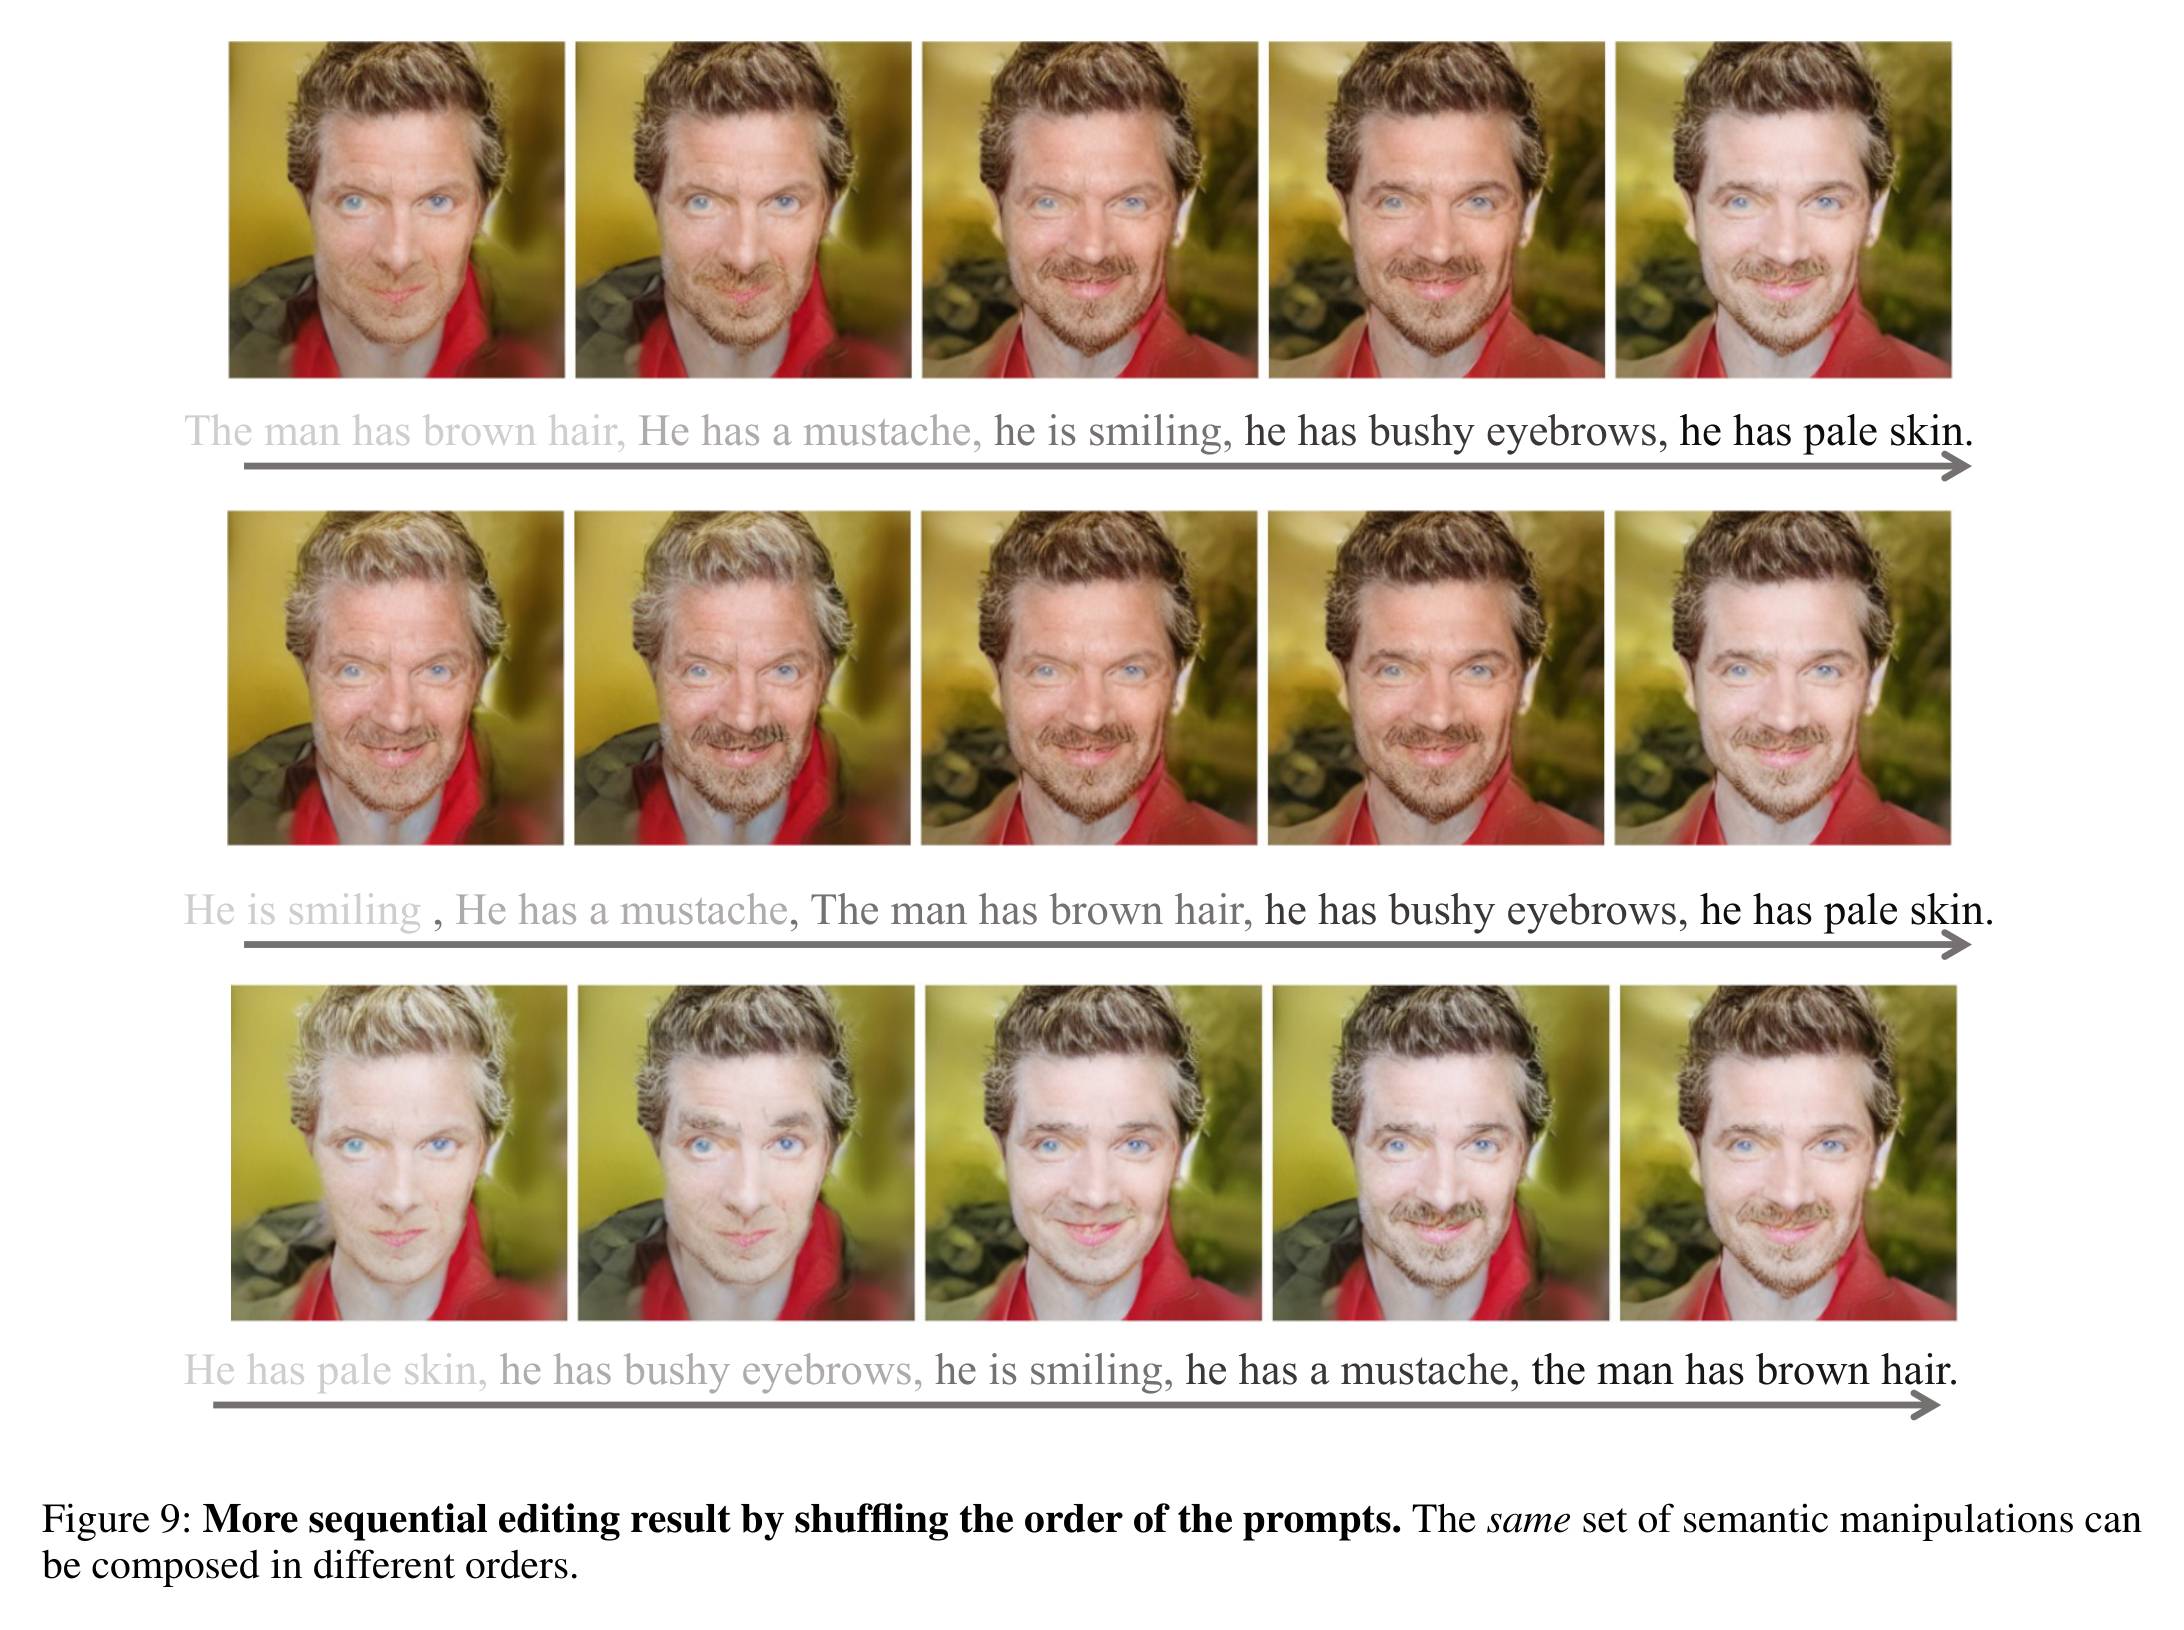 The man has brown hair, He has a mustache, he is smiling, he has bushy eyebrows, he has pale skin.
He is smiling , He has a mustache, The man has brown hair, he has bushy eyebrows, he has pale skin.
He has pale skin, he has bushy eyebrows, he is smiling, he has a mustache, the man has brown hair.
Figure 9: More sequential editing result by shuffling the order of the prompts. The same set of semantic manipulations can
be composed in different orders.